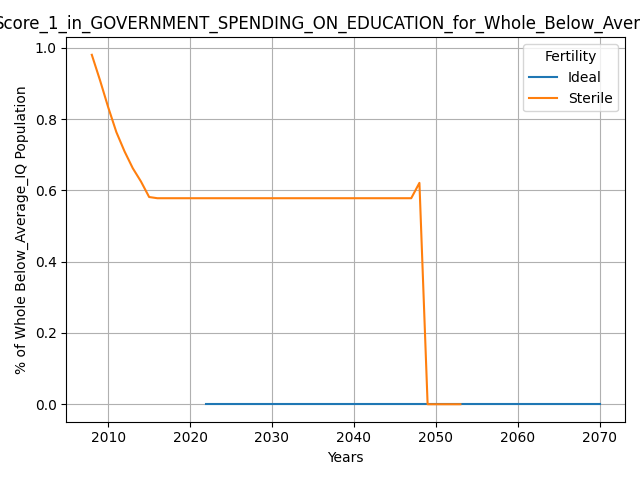 Score_1_in_GOVERNMENT_SPENDING_ON_EDUCATION_for_Whole_Below_Aver
Fertility
Ideal
Sterile
% of Whole Below_Average_IQ Population
1.0
0.8
0.6
0.4
0.2
0.0
2010 2020 2030 2040 2050 2060 2070
Years